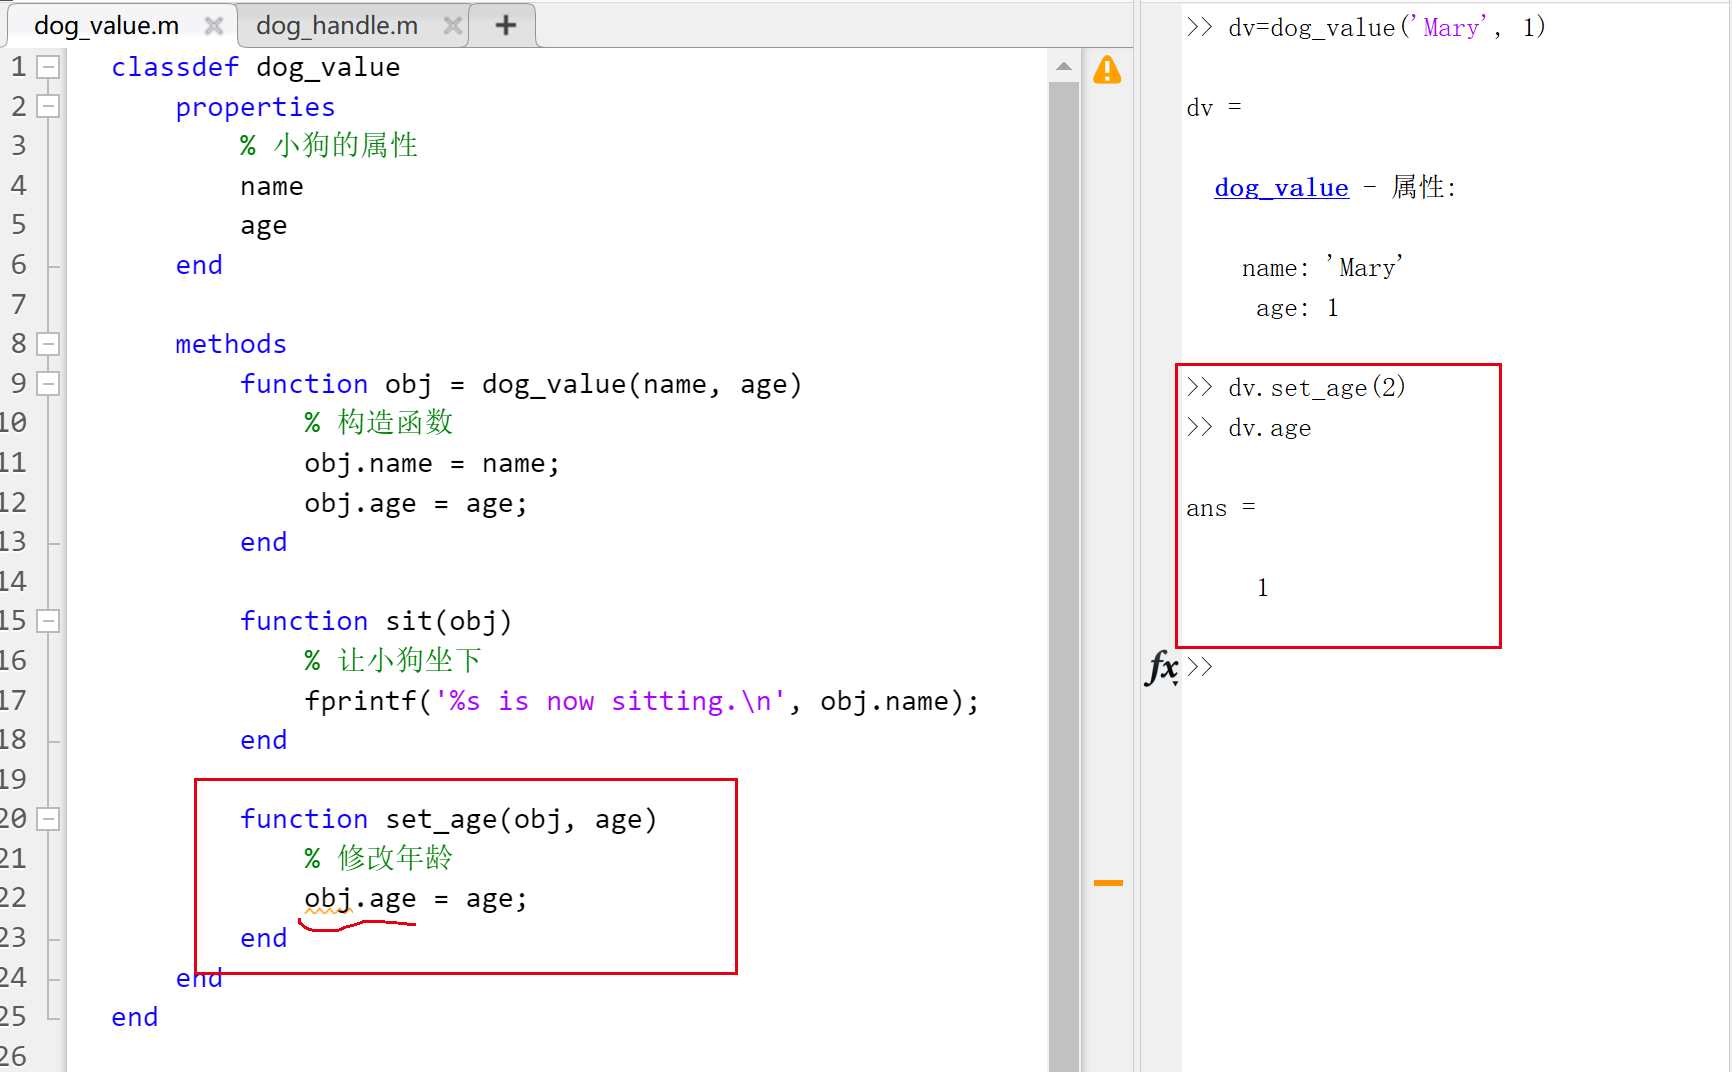 dog_value.m
dog_handle.m
1 classdef dog_value
2 properties
3 % 小狗的属性
4 name
5 age
6 end
7
8 methods
9 function obj = dog_value(name, age)
10 % 构造函数
11 obj.name = name;
12 obj.age = age;
13 end
14
15 function sit(obj)
16 % 让小狗坐下
17 fprintf('%s is now sitting.\n', obj.name);
18 end
19
20 function set_age(obj, age)
21 % 修改年龄
22 obj.age = age;
23 end
24 end
25 end
26
>> dv=dog_value('Mary', 1)
dv =
dog_value - 属性:
name: 'Mary'
age: 1
>> dv.set_age(2)
>> dv.age
ans =
1
fx >>